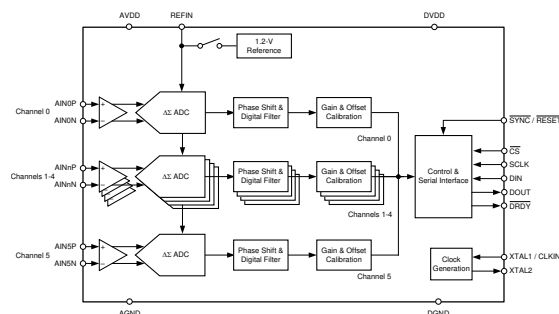 AVDD
REFIN
DVDD
1.2-V
Reference
AIN0P
Channel 0
AIN0N
+
−
ΔΣ ADC
Phase Shift &
Digital Filter
Gain & Offset
Calibration
Channel 0
SYNC / RESET
CS
SCLK
DIN
DOUT
DRDY
Control &
Serial Interface
AINnP
Channels 1-4
AINnN
+
−
ΔΣ ADC
Phase Shift &
Digital Filter
Gain & Offset
Calibration
Channels 1-4
AIN5P
Channel 5
AIN5N
+
−
ΔΣ ADC
Phase Shift &
Digital Filter
Gain & Offset
Calibration
Channel 5
Clock
Generation
XTAL1 / CLKIN
XTAL2
AGND
DGND